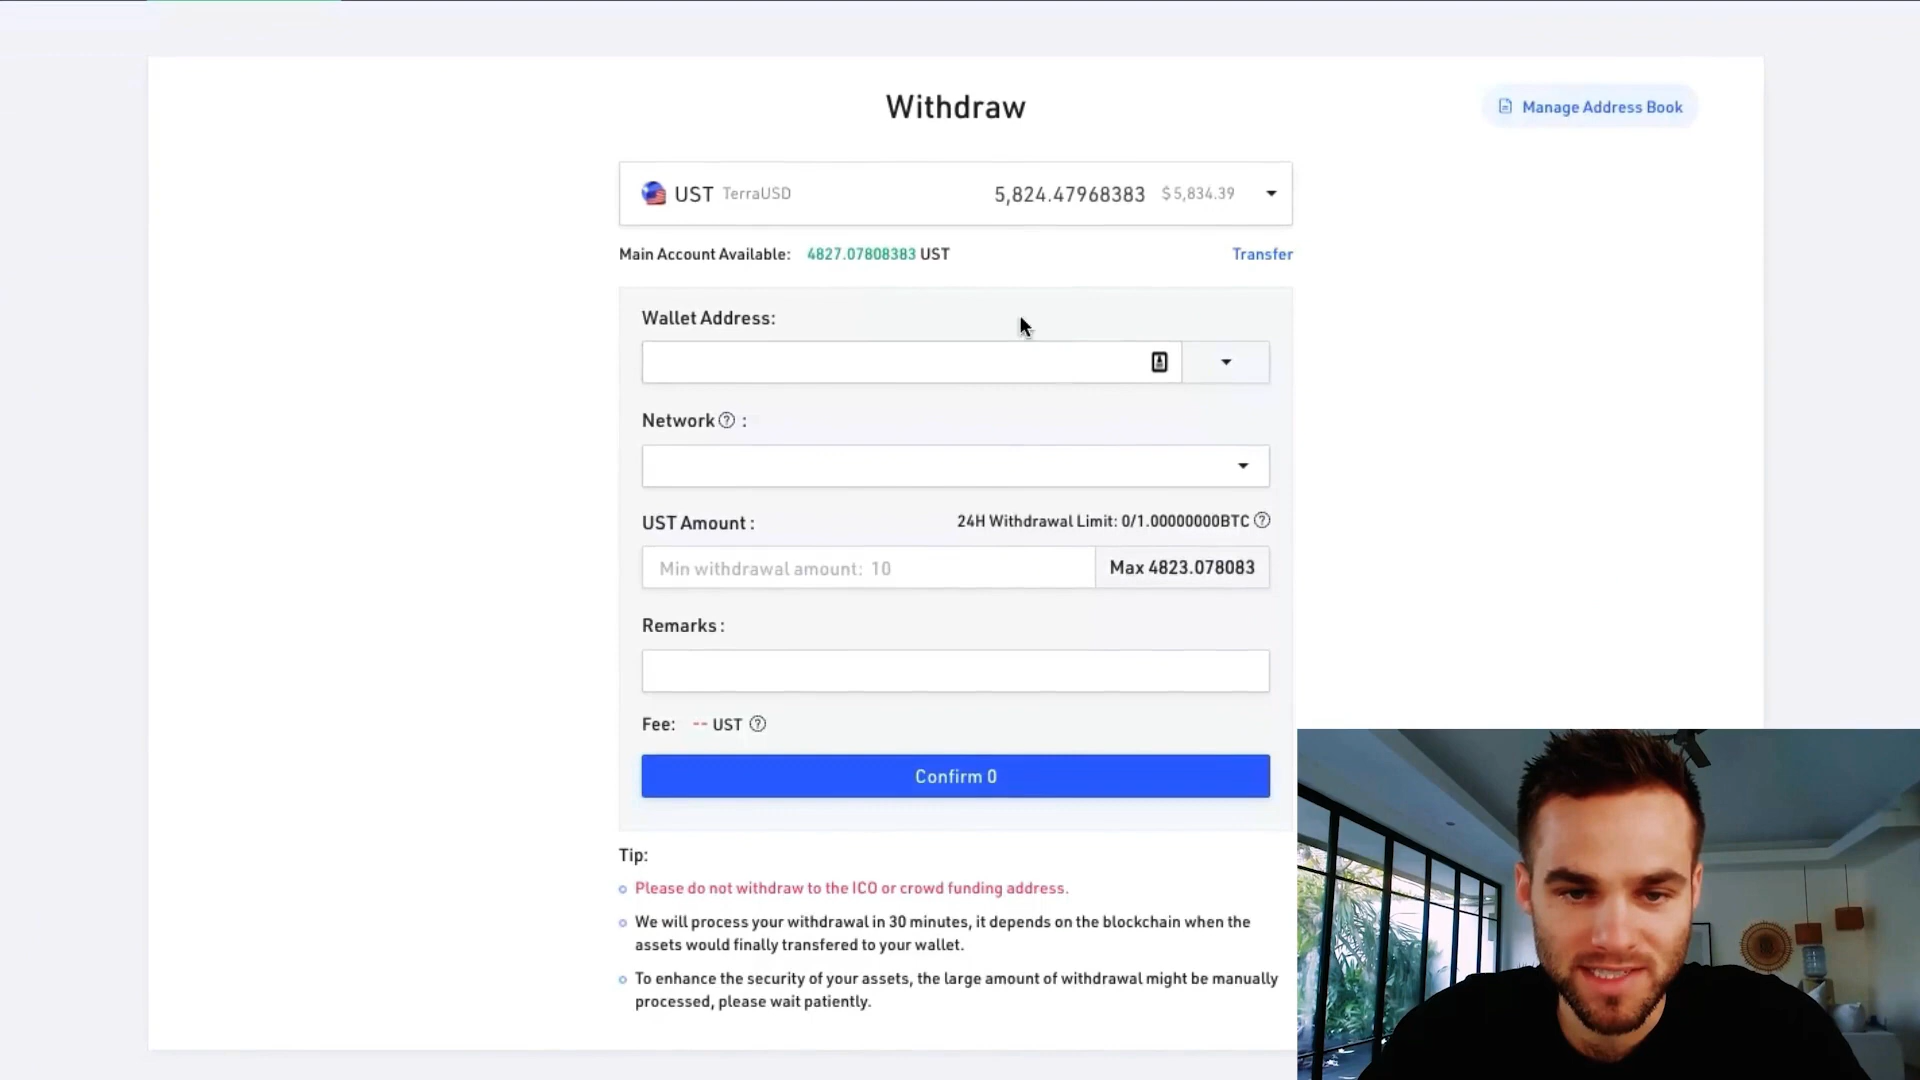 Withdraw
Manage Address Book
UST TerraUSD 5,824.47968383 $5,834.39
Main Account Available: 4827.07808383 UST Transfer
Wallet Address:
Network ? :
UST Amount : 24H Withdrawal Limit: 0/1.00000000BTC ?
Min withdrawal amount: 10 Max 4823.078083
Remarks :
Fee: -- UST ?
Confirm 0
Tip:
Please do not withdraw to the ICO or crowd funding address.
We will process your withdrawal in 30 minutes, it depends on the blockchain when the
assets would finally transfered to your wallet.
To enhance the security of your assets, the large amount of withdrawal might be manually
processed, please wait patiently.